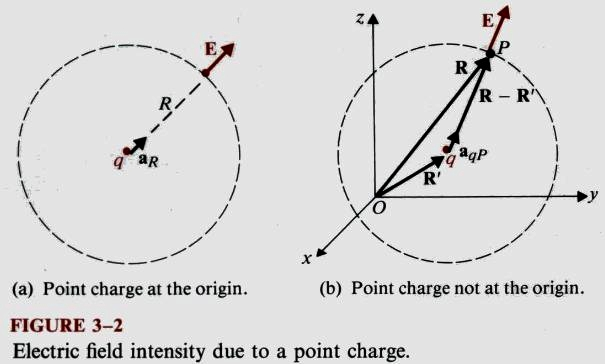 E
R
q
a_R
z
E
P
R
R − R′
q
a_qP
R′
O
y
x
(a) Point charge at the origin.
(b) Point charge not at the origin.
FIGURE 3–2
Electric field intensity due to a point charge.